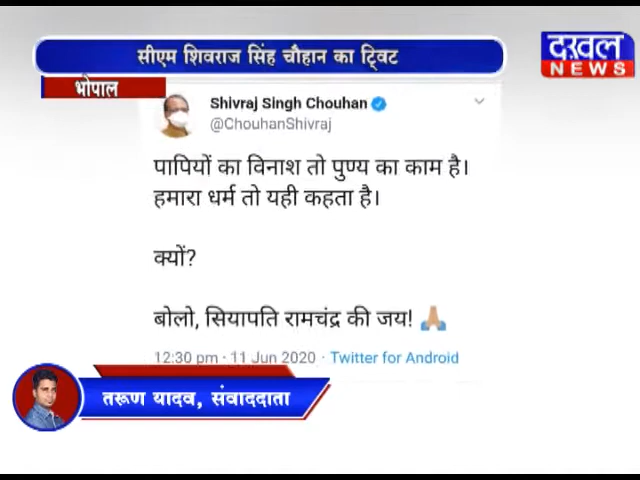 सीएम शिवराज सिंह चौहान का ट्विट
दखल
NEWS
भोपाल
Shivraj Singh Chouhan
@ChouhanShivraj
पापियों का विनाश तो पुण्य का काम है।
हमारा धर्म तो यही कहता है।
क्यों?
बोलो, सियापति रामचंद्र की जय! 🙏
12:30 pm · 11 Jun 2020 · Twitter for Android
तरूण यादव, संवाददाता